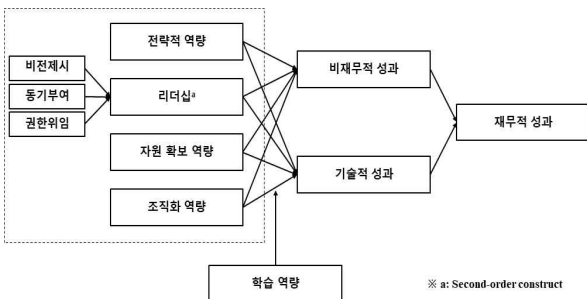 전략적 역량
비전제시
동기부여
권한위임
리더십a
자원 확보 역량
조직화 역량
비재무적 성과
기술적 성과
재무적 성과
학습 역량
※ a: Second-order construct